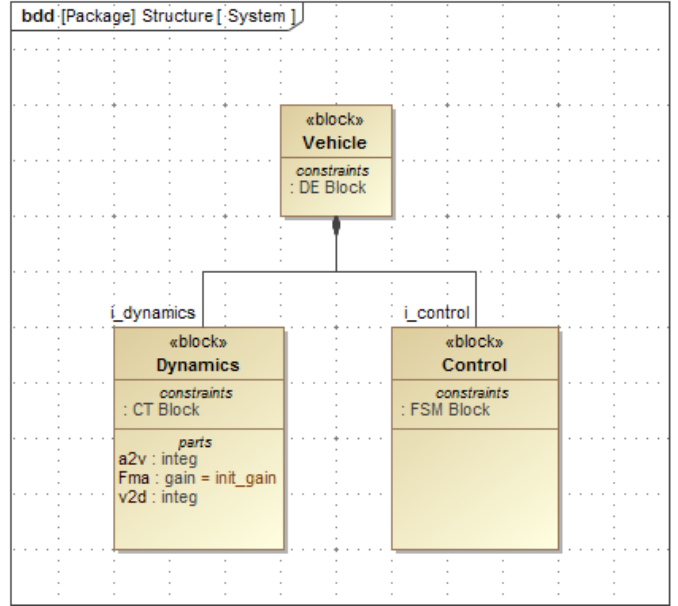 bdd [Package] Structure [ System ]
«block»
Vehicle
constraints
: DE Block
i_dynamics
i_control
«block»
Dynamics
constraints
: CT Block
parts
a2v : integ
Fma : gain = init_gain
v2d : integ
«block»
Control
constraints
: FSM Block